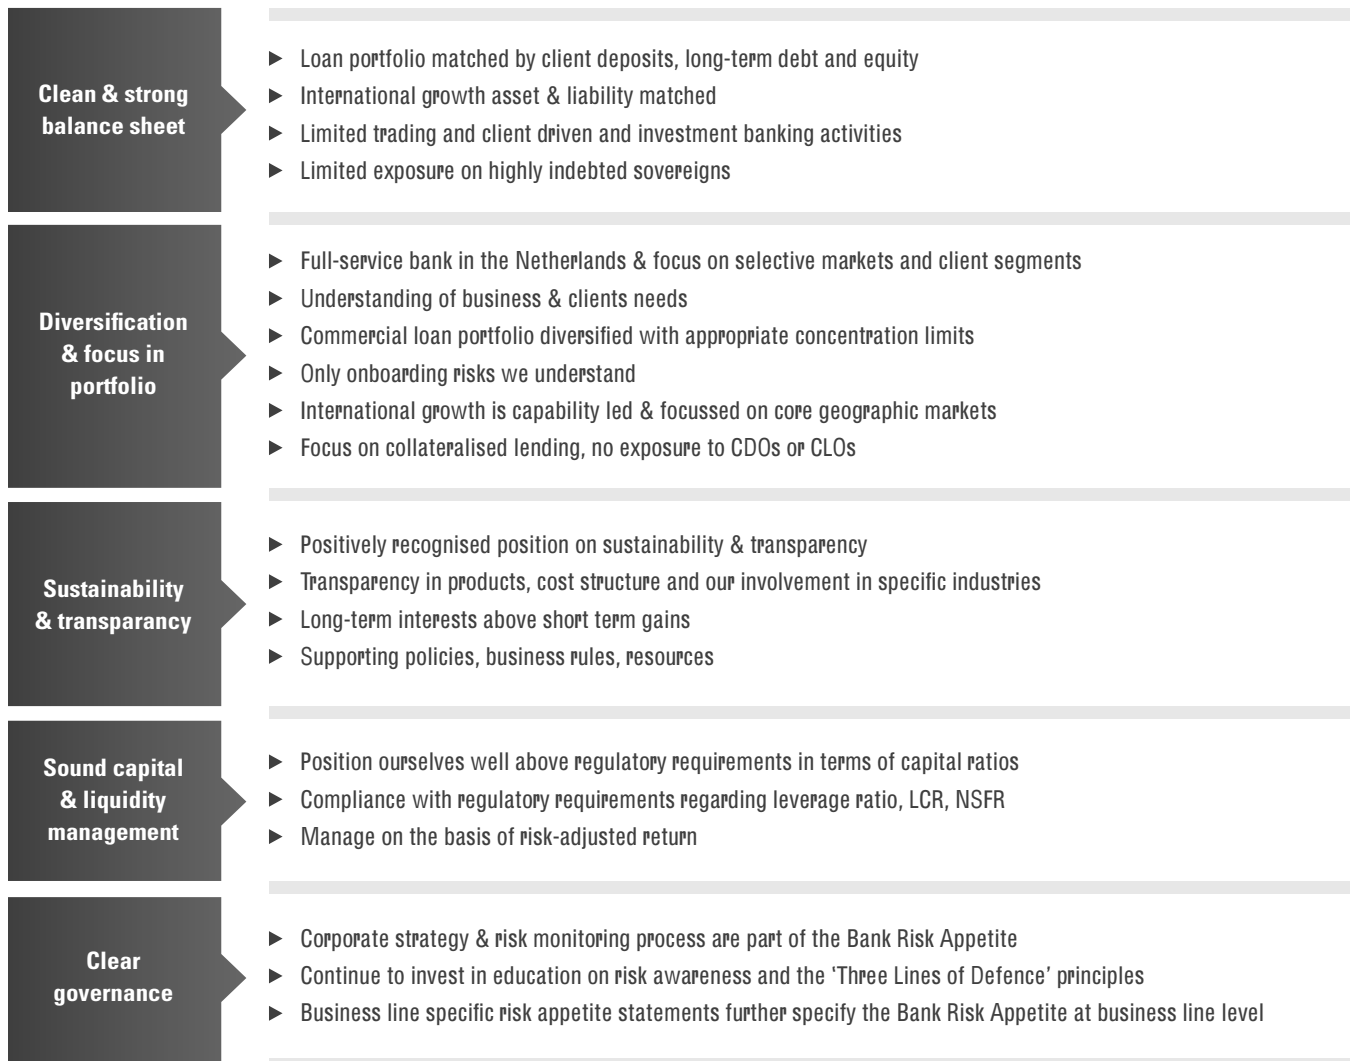 Clean & strong
balance sheet
► Loan portfolio matched by client deposits, long-term debt and equity
► International growth asset & liability matched
► Limited trading and client driven and investment banking activities
► Limited exposure on highly indebted sovereigns
Diversification
& focus in
portfolio
► Full-service bank in the Netherlands & focus on selective markets and client segments
► Understanding of business & clients needs
► Commercial loan portfolio diversified with appropriate concentration limits
► Only onboarding risks we understand
► International growth is capability led & focussed on core geographic markets
► Focus on collateralised lending, no exposure to CDOs or CLOs
Sustainability
& transparancy
► Positively recognised position on sustainability & transparency
► Transparency in products, cost structure and our involvement in specific industries
► Long-term interests above short term gains
► Supporting policies, business rules, resources
Sound capital
& liquidity
management
► Position ourselves well above regulatory requirements in terms of capital ratios
► Compliance with regulatory requirements regarding leverage ratio, LCR, NSFR
► Manage on the basis of risk-adjusted return
Clear
governance
► Corporate strategy & risk monitoring process are part of the Bank Risk Appetite
► Continue to invest in education on risk awareness and the ‘Three Lines of Defence’ principles
► Business line specific risk appetite statements further specify the Bank Risk Appetite at business line level